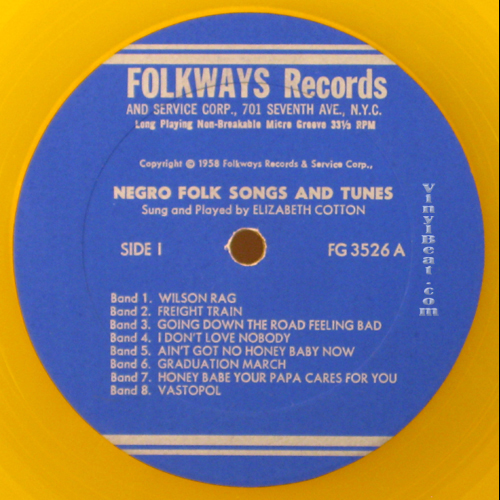 FOLKWAYS Records
AND SERVICE CORP., 701 SEVENTH AVE., N.Y.C.
Long Playing Non-Breakable Micro Groove 33⅓ RPM
Copyright © 1958 Folkways Records & Service Corp.,
NEGRO FOLK SONGS AND TUNES
Sung and Played by ELIZABETH COTTON
SIDE I
FG 3526 A
Band 1. WILSON RAG
Band 2. FREIGHT TRAIN
Band 3. GOING DOWN THE ROAD FEELING BAD
Band 4. I DON'T LOVE NOBODY
Band 5. AIN'T GOT NO HONEY BABY NOW
Band 6. GRADUATION MARCH
Band 7. HONEY BABE YOUR PAPA CARES FOR YOU
Band 8. VASTOPOL
VinylBeat.com